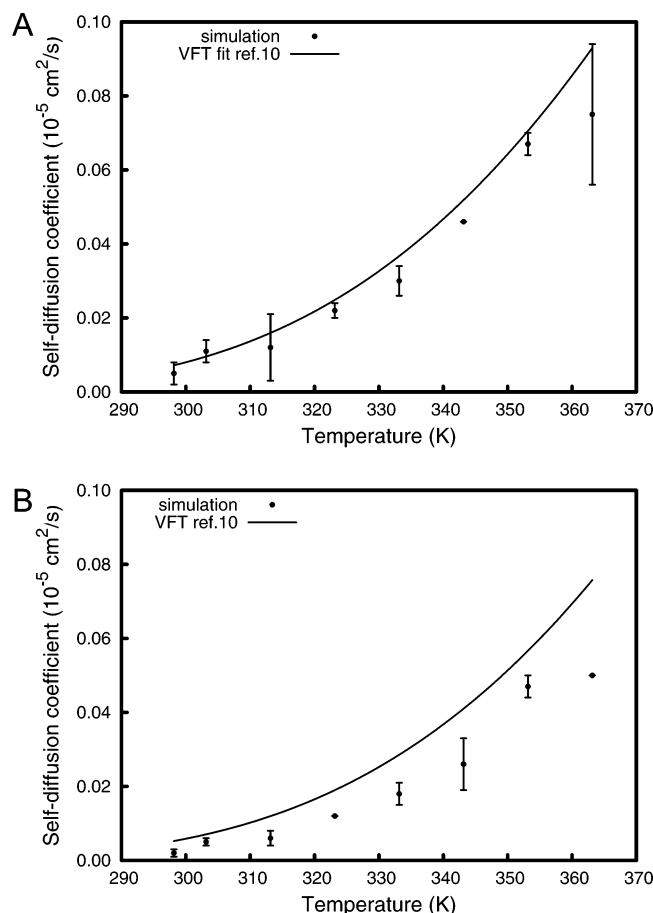 A
simulation
VFT fit ref.10
Self-diffusion coefficient (10-5 cm2/s)
0.10
0.08
0.06
0.04
0.02
0.00
290 300 310 320 330 340 350 360 370
Temperature (K)
B
simulation
VFT ref.10
Self-diffusion coefficient (10-5 cm2/s)
0.10
0.08
0.06
0.04
0.02
0.00
290 300 310 320 330 340 350 360 370
Temperature (K)